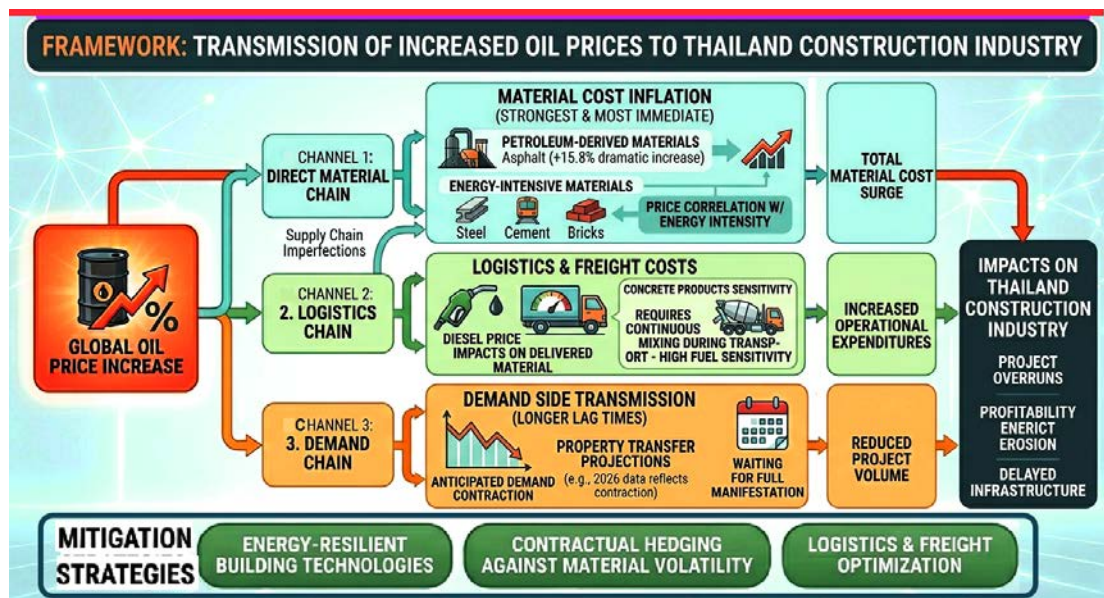 FRAMEWORK: TRANSMISSION OF INCREASED OIL PRICES TO THAILAND CONSTRUCTION INDUSTRY
%
GLOBAL OIL
PRICE INCREASE
CHANNEL 1:
DIRECT MATERIAL
CHAIN
Supply Chain
Imperfections
CHANNEL 2:
2. LOGISTICS
CHAIN
CHANNEL 3:
3. DEMAND
CHAIN
MATERIAL COST INFLATION
(STRONGEST & MOST IMMEDIATE)
PETROLEUM-DERIVED MATERIALS
Asphalt (+15.8% dramatic increase)
ENERGY-INTENSIVE MATERIALS
Steel
Cement
Bricks
PRICE CORRELATION W/
ENERGY INTENSITY
LOGISTICS & FREIGHT COSTS
DIESEL PRICE
IMPACTS ON DELIVERED
MATERIAL
CONCRETE PRODUCTS SENSITIVITY
REQUIRES
CONTINUOUS
MIXING DURING TRANSP-
ORT - HIGH FUEL SENSITIVITY
DEMAND SIDE TRANSMISSION
(LONGER LAG TIMES)
ANTICIPATED DEMAND
CONTRACTION
PROPERTY TRANSFER
PROJECTIONS
(e.g., 2026 data reflects
contraction)
WAITING
FOR FULL
MANIFESTATION
TOTAL
MATERIAL COST
SURGE
INCREASED
OPERATIONAL
EXPENDITURES
REDUCED
PROJECT
VOLUME
IMPACTS ON
THAILAND
CONSTRUCTION
INDUSTRY
PROJECT
OVERRUNS
PROFITABILITY
ENERICT
EROSION
DELAYED
INFRASTRUCTURE
MITIGATION
STRATEGIES
ENERGY-RESILIENT
BUILDING TECHNOLOGIES
CONTRACTUAL HEDGING
AGAINST MATERIAL VOLATILITY
LOGISTICS & FREIGHT
OPTIMIZATION